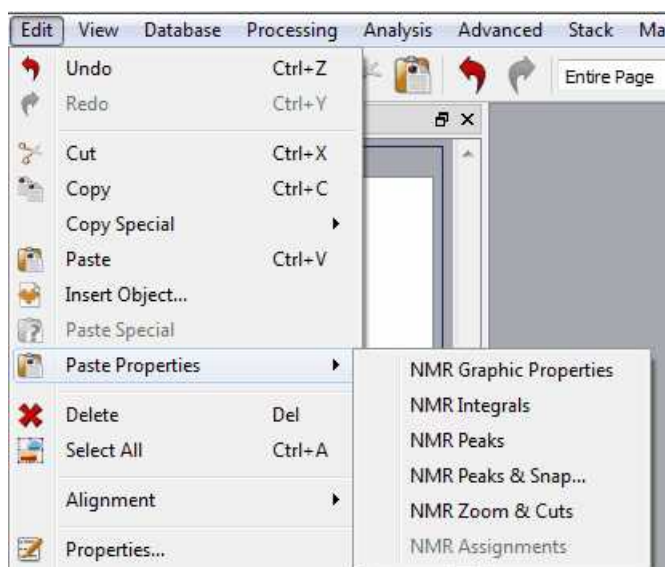 Edit View Database Processing Analysis Advanced Stack Ma
Undo Ctrl+Z
Entire Page
Redo Ctrl+Y
Cut Ctrl+X
Copy Ctrl+C
Copy Special
Paste Ctrl+V
Insert Object...
Paste Special
Paste Properties
NMR Graphic Properties
NMR Integrals
NMR Peaks
NMR Peaks & Snap...
NMR Zoom & Cuts
NMR Assignments
Delete Del
Select All Ctrl+A
Alignment
Properties...